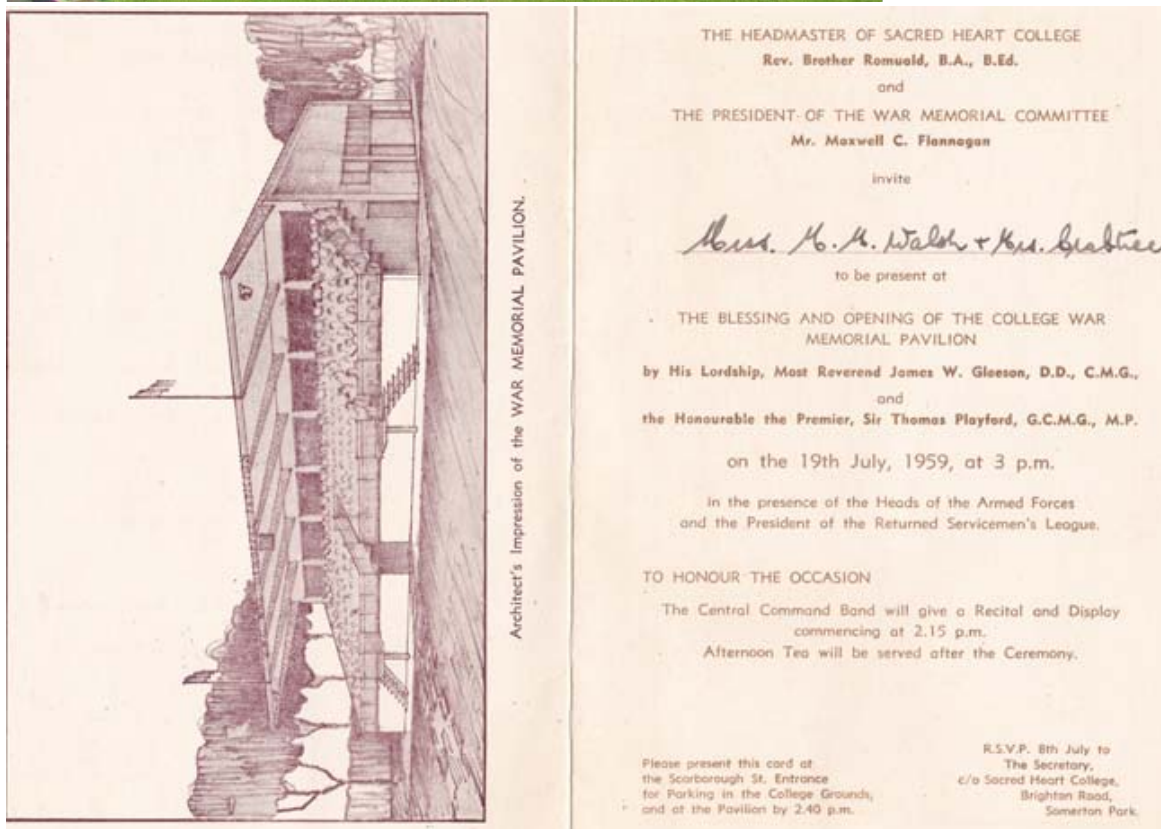 Architect's Impression of the WAR MEMORIAL PAVILION.
THE HEADMASTER OF SACRED HEART COLLEGE
Rev. Brother Romuald, B.A., B.Ed.
and
THE PRESIDENT OF THE WAR MEMORIAL COMMITTEE
Mr. Maxwell C. Flannagan
invite
Miss. M. M. Walsh + Mrs. Crabtree
to be present at
THE BLESSING AND OPENING OF THE COLLEGE WAR
MEMORIAL PAVILION
by His Lordship, Most Reverend James W. Gleeson, D.D., C.M.G.,
and
the Honourable the Premier, Sir Thomas Playford, G.C.M.G., M.P.
on the 19th July, 1959, at 3 p.m.
in the presence of the Heads of the Armed Forces
and the President of the Returned Servicemen's League.
TO HONOUR THE OCCASION
The Central Command Band will give a Recital and Display
commencing at 2.15 p.m.
Afternoon Tea will be served after the Ceremony.
Please present this card at
the Scarborough St. Entrance
for Parking in the College Grounds,
and at the Pavilion by 2.40 p.m.
R.S.V.P. 8th July to
The Secretary,
c/o Sacred Heart College,
Brighton Road,
Somerton Park.